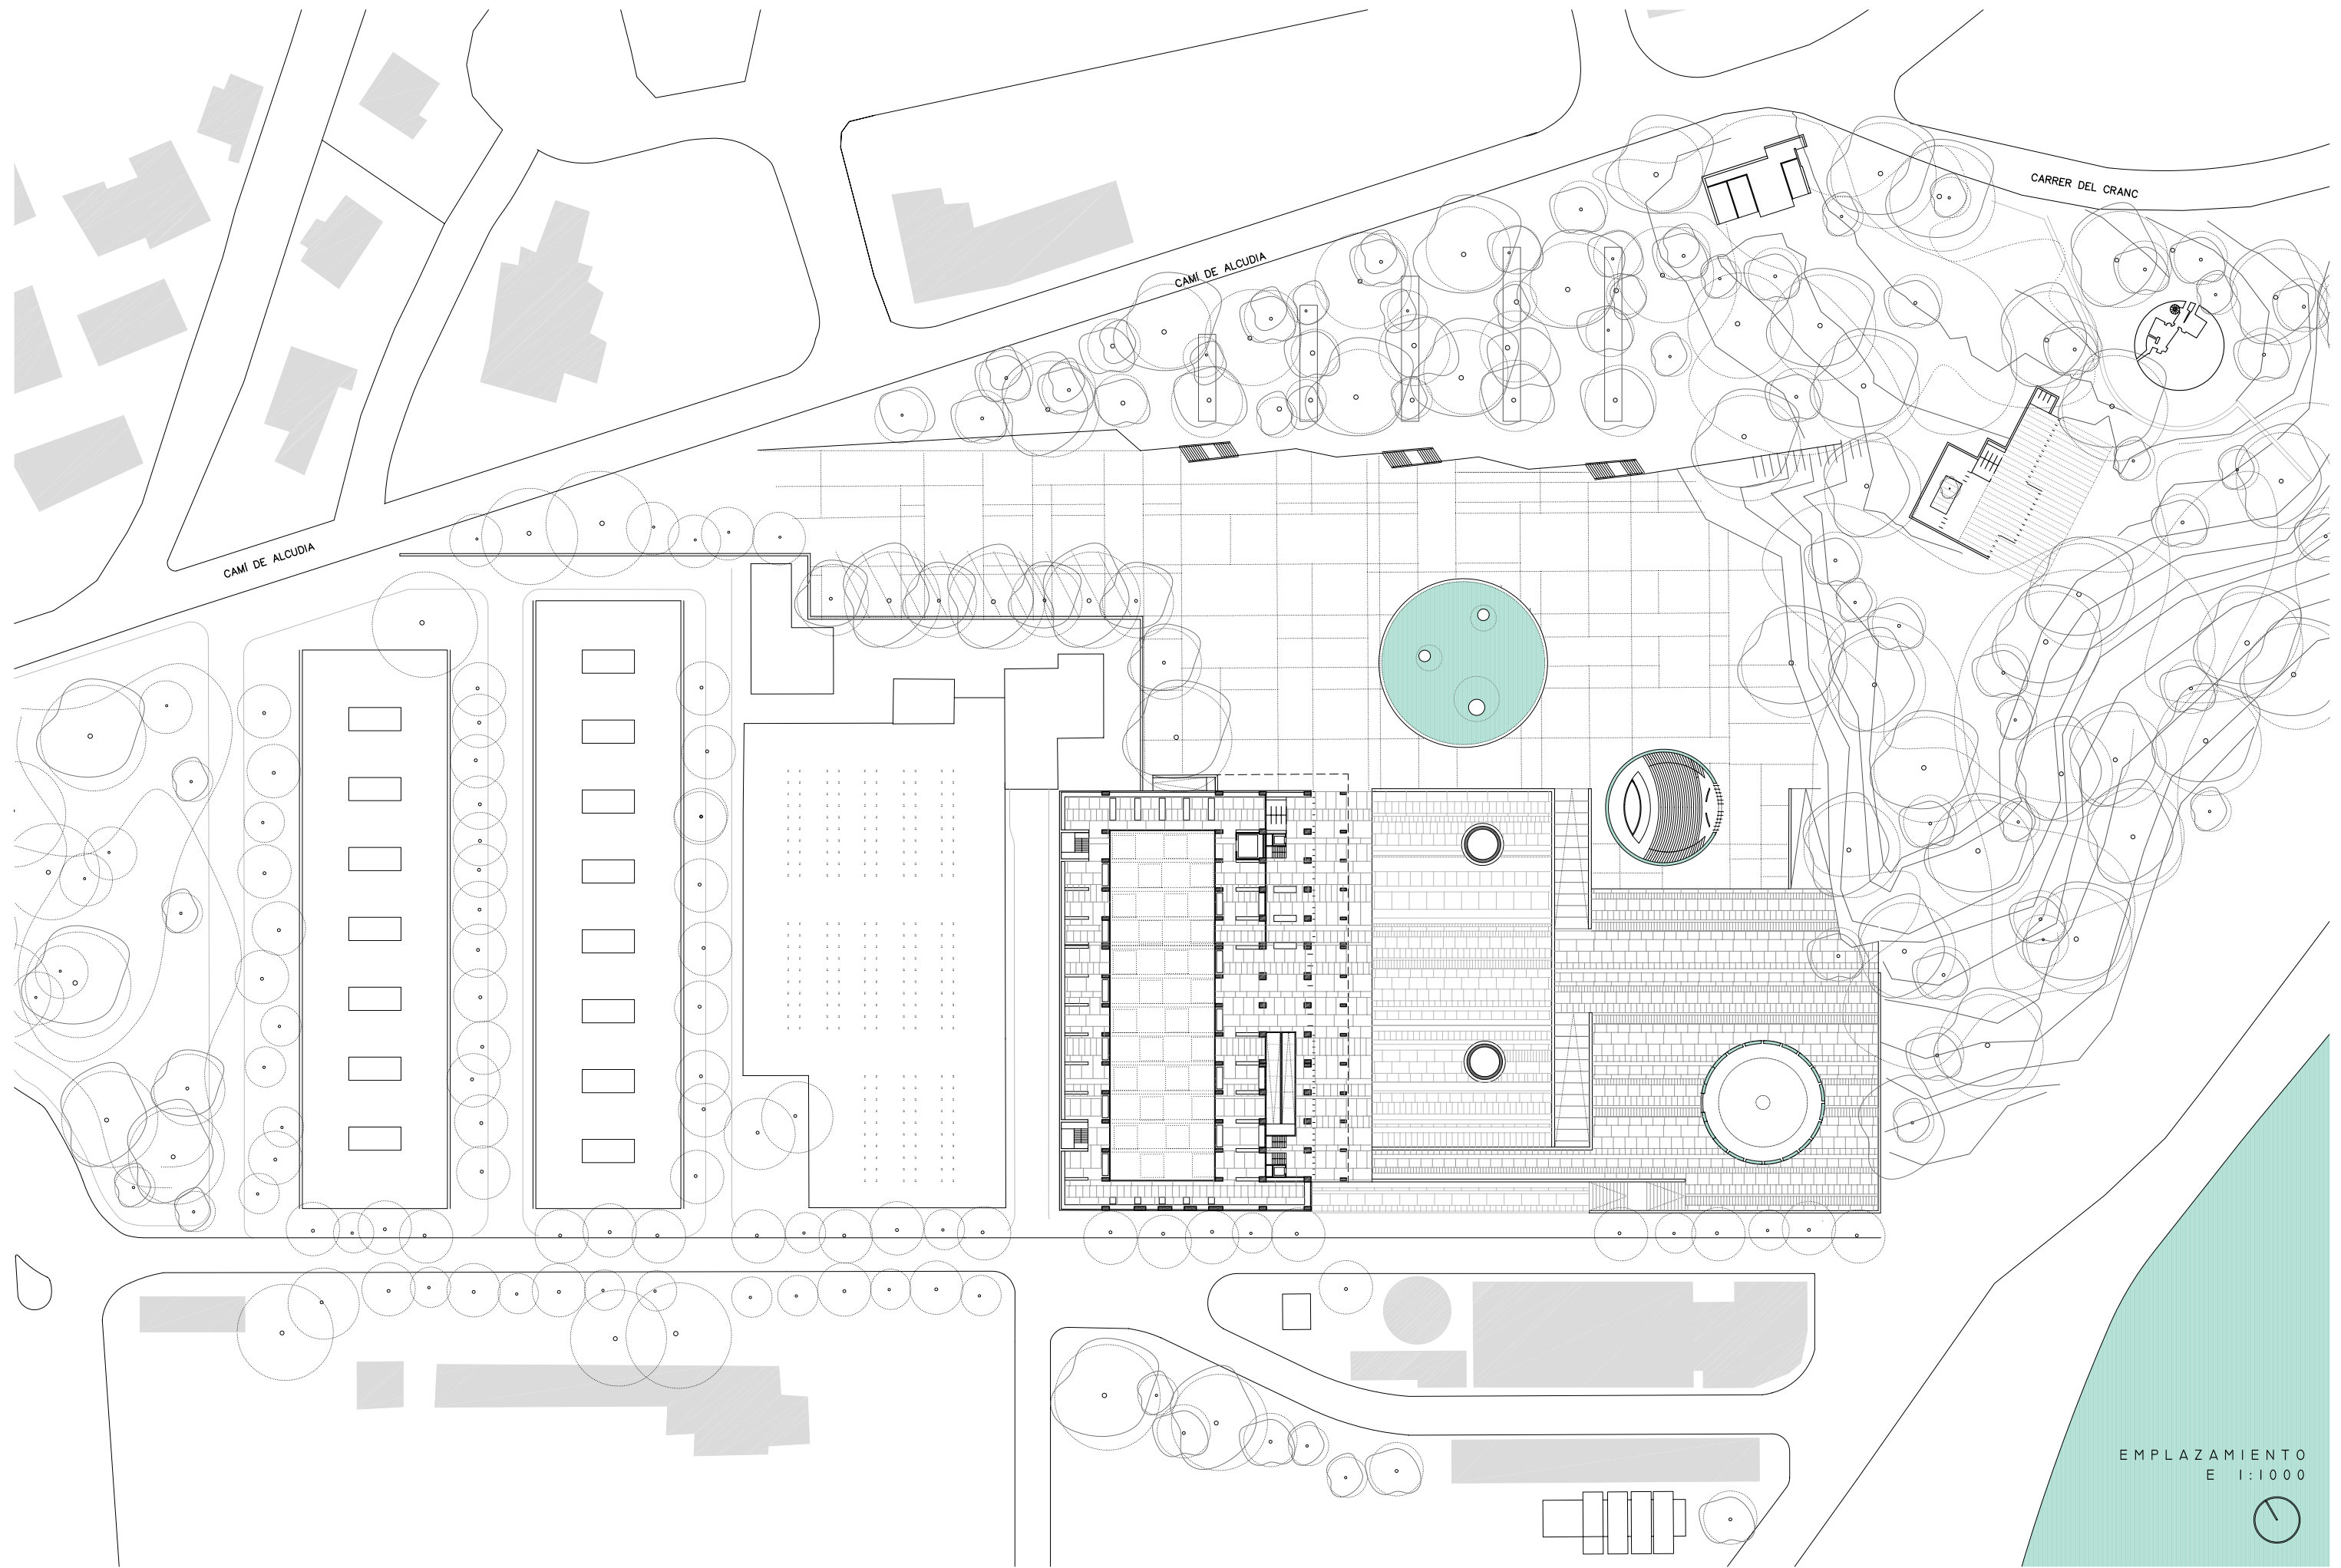 CARRER DEL CRANC
CAMÍ DE ALCUDIA
CAMÍ DE ALCUDIA
EMPLAZAMIENTO
E 1:1000